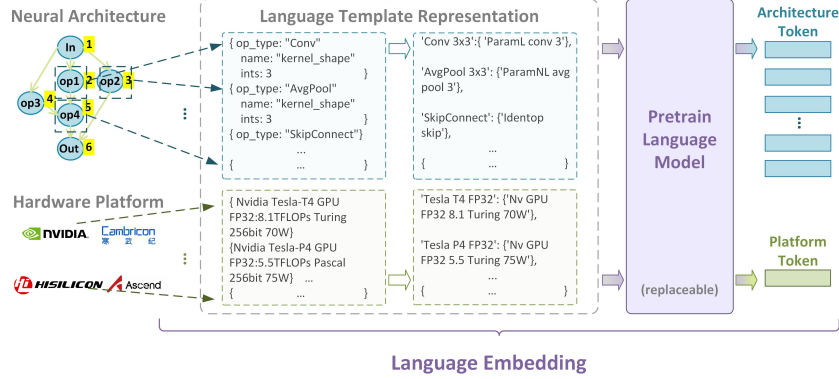 Neural Architecture
In 1
op1 2 op2 3
op3 4 5
op4
Out 6
Language Template Representation
{ op_type: "Conv"
name: "kernel_shape"
ints: 3 }
{ op_type: "AvgPool"
name: "kernel_shape"
ints: 3 }
{ op_type: "SkipConnect"}
...
{ ... }
'Conv 3x3':{ 'ParamL conv 3'},
'AvgPool 3x3': {'ParamNL avg
pool 3'},
'SkipConnect': {'Identop
skip'},
...
{ ... }
Hardware Platform
NVIDIA.
Cambricon
寒 武 纪
HISILICON
Ascend
{ Nvidia Tesla-T4 GPU
FP32:8.1TFLOPs Turing
256bit 70W}
{Nvidia Tesla-P4 GPU
FP32:5.5TFLOPs Pascal
256bit 75W} ...
{ ... }
'Tesla T4 FP32': {'Nv GPU
FP32 8.1 Turing 70W'},
'Tesla P4 FP32': {'Nv GPU
FP32 5.5 Turing 75W'},
...
{ ... }
Pretrain
Language
Model
(replaceable)
Architecture
Token
Platform
Token
Language Embedding